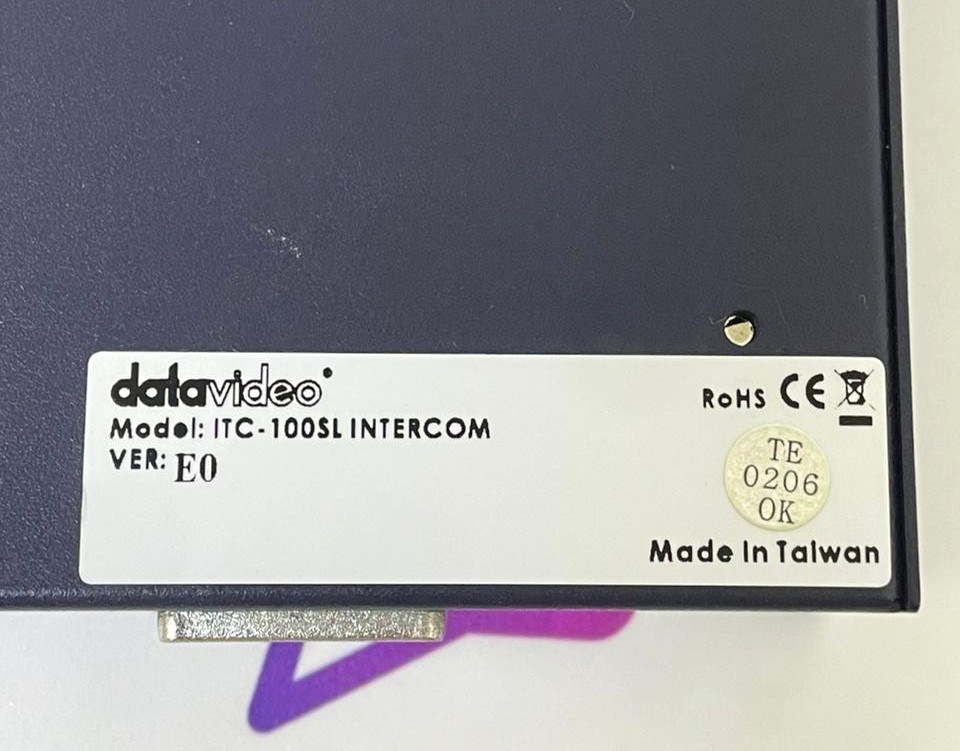 datavideo
Model: ITC-100SL INTERCOM
VER: E0
RoHS CE
TE
0206
OK
Made In Taiwan